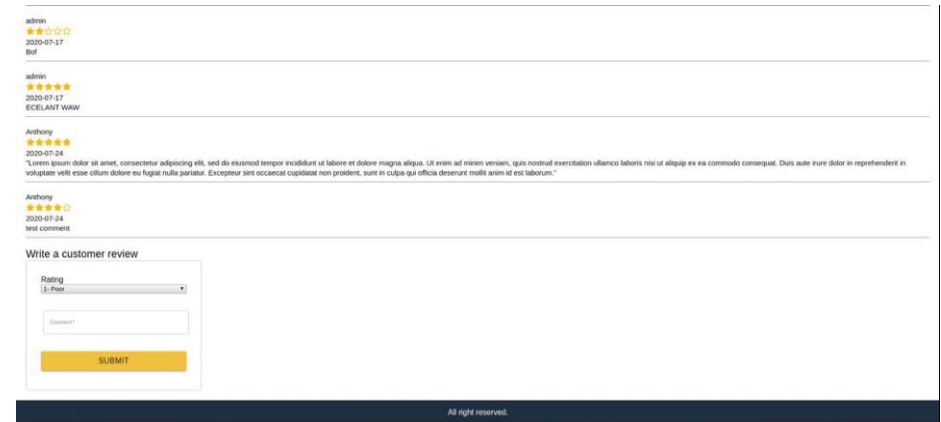 admin
2020-07-17
Bof
admin
2020-07-17
ECELANT WAW
Anthony
2020-07-24
"Lorem ipsum dolor sit amet, consectetur adipiscing elit, sed do eiusmod tempor incididunt ut labore et dolore magna aliqua. Ut enim ad minim veniam, quis nostrud exercitation ullamco laboris nisi ut aliquip ex ea commodo consequat. Duis aute irure dolor in reprehenderit in
voluptate velit esse cillum dolore eu fugiat nulla pariatur. Excepteur sint occaecat cupidatat non proident, sunt in culpa qui officia deserunt mollit anim id est laborum."
Anthony
2020-07-24
test comment
Write a customer review
Rating
1- Poor
Comment *
SUBMIT
All right reserved.